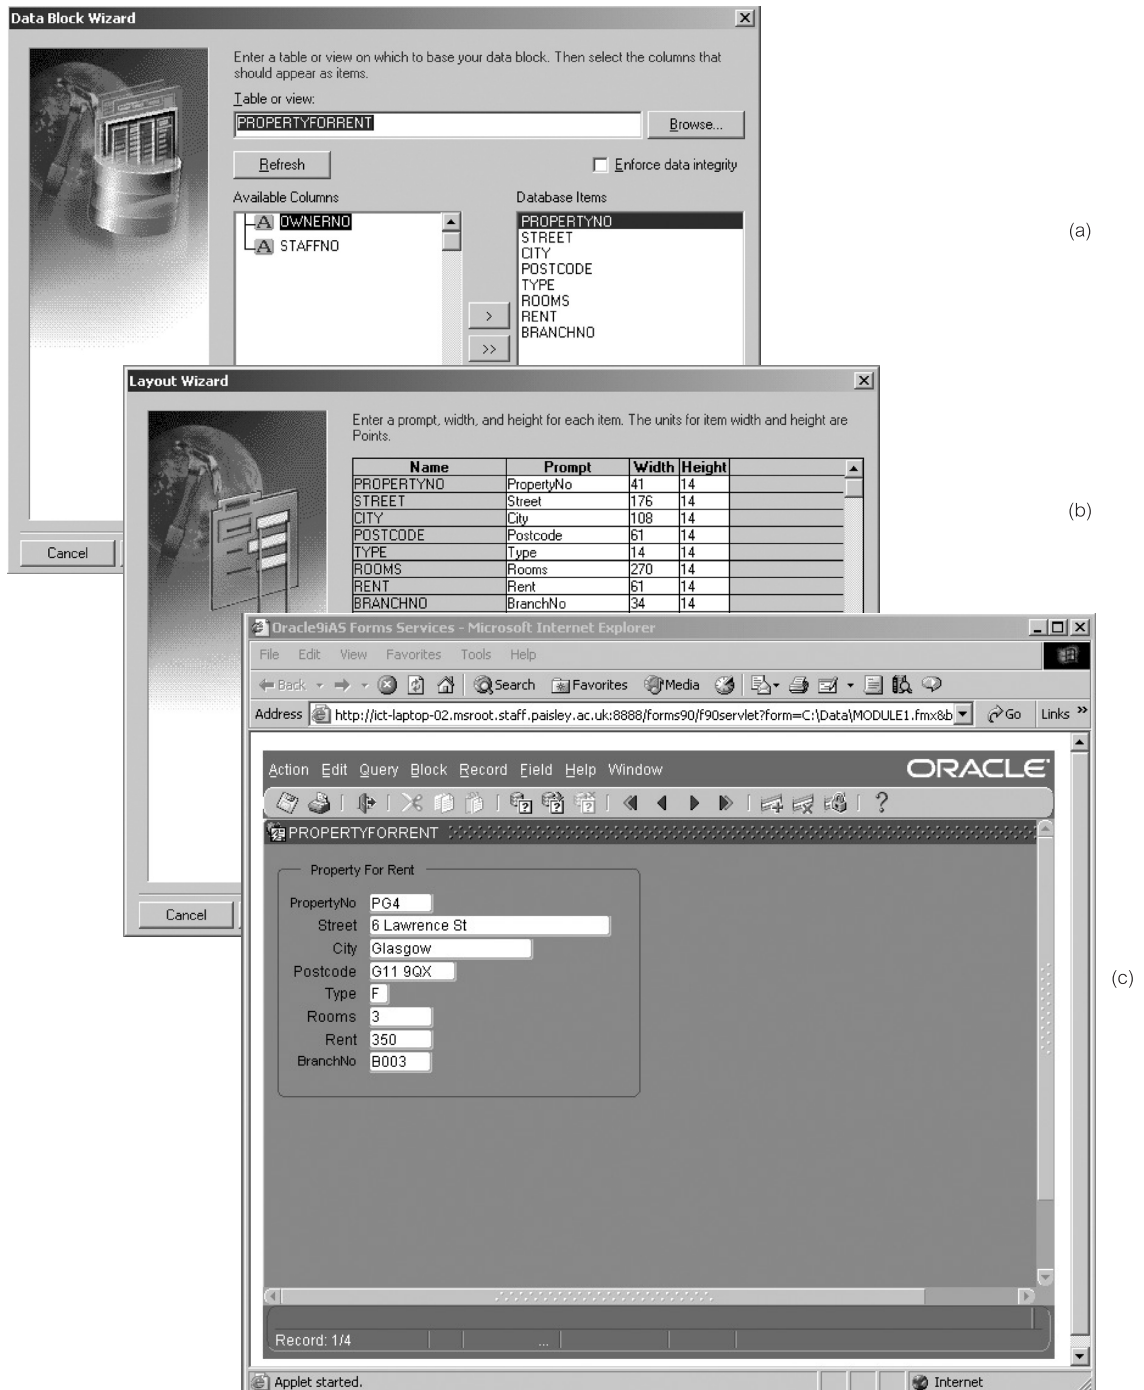 Data Block Wizard
Enter a table or view on which to base your data block. Then select the columns that
should appear as items.
Table or view:
PROPERTYFORRENT
Browse...
Refresh
Enforce data integrity
Available Columns
Database Items
OWNERNO
STAFFNO
PROPERTYNO
STREET
CITY
POSTCODE
TYPE
ROOMS
RENT
BRANCHNO
>
>>
Cancel
(a)
Layout Wizard
Enter a prompt, width, and height for each item. The units for item width and height are
Points.
Name Prompt Width Height
PROPERTYNO PropertyNo 41 14
STREET Street 176 14
CITY City 108 14
POSTCODE Postcode 61 14
TYPE Type 14 14
ROOMS Rooms 270 14
RENT Rent 61 14
BRANCHNO BranchNo 34 14
Cancel
(b)
Oracle9iAS Forms Services - Microsoft Internet Explorer
File Edit View Favorites Tools Help
Back Search Favorites Media
Address http://ict-laptop-02.msroot.staff.paisley.ac.uk:8888/forms90/f90servlet?form=C:\Data\MODULE1.fmx&b Go Links »
Action Edit Query Block Record Field Help Window ORACLE
PROPERTYFORRENT
Property For Rent
PropertyNo PG4
Street 6 Lawrence St
City Glasgow
Postcode G11 9QX
Type F
Rooms 3
Rent 350
BranchNo B003
(c)
Record: 1/4 ...
Applet started. Internet